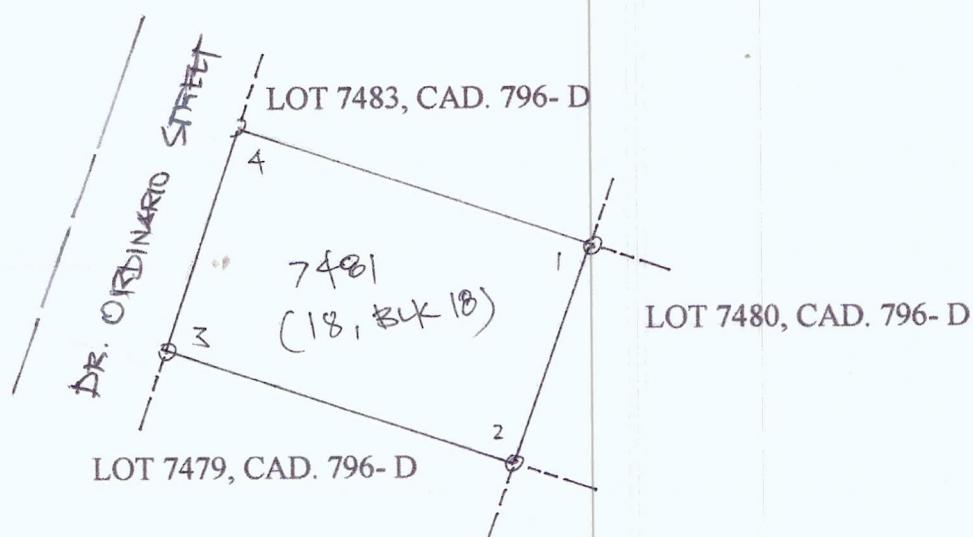 DR. ORDINARIO STREET
LOT 7483, CAD. 796- D
4
1
7481
(18, BLK 18)
LOT 7480, CAD. 796- D
3
2
LOT 7479, CAD. 796- D